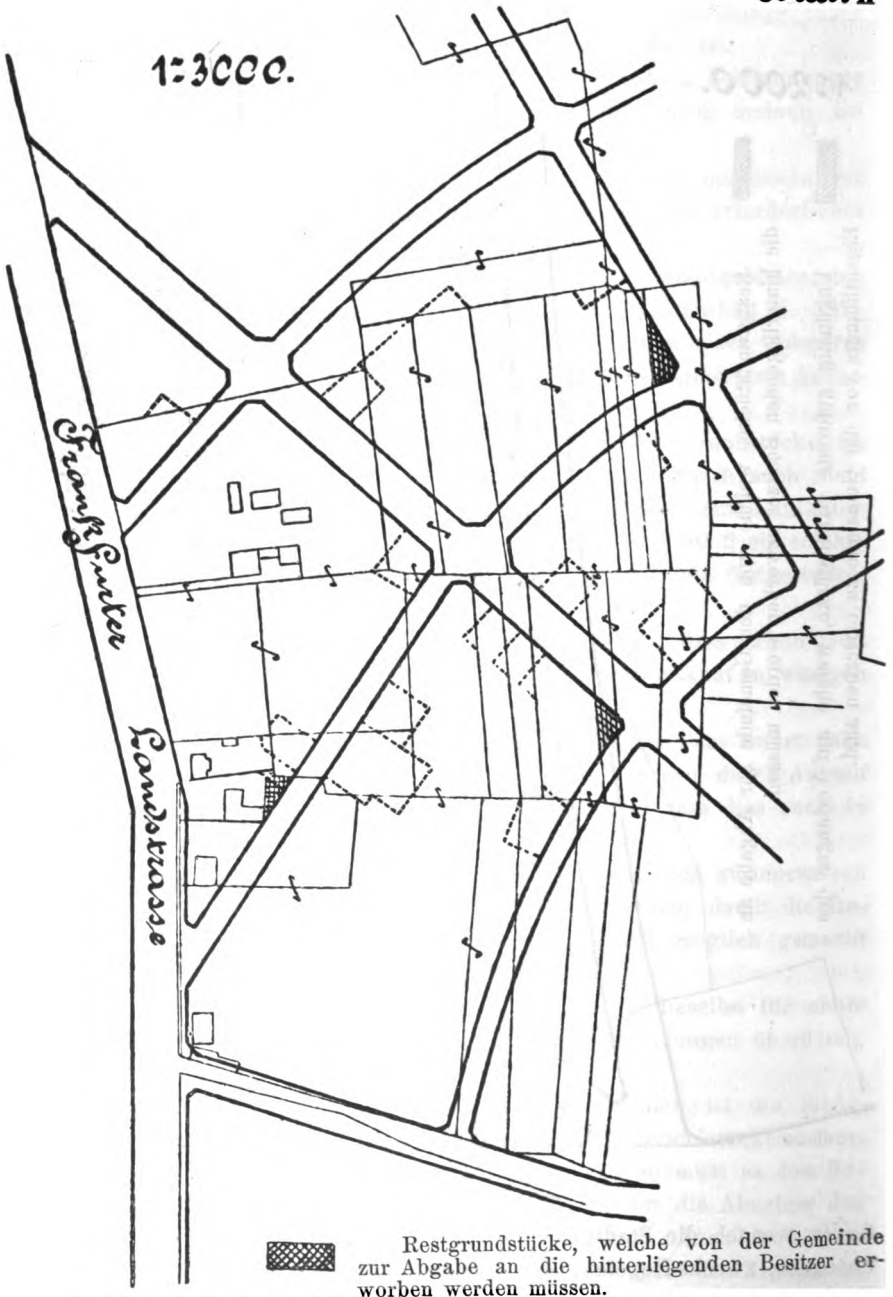 1:3000.
Frankfurter
Landstrasse
Restgrundstücke, welche von der Gemeinde
zur Abgabe an die hinterliegenden Besitzer er-
worben werden müssen.